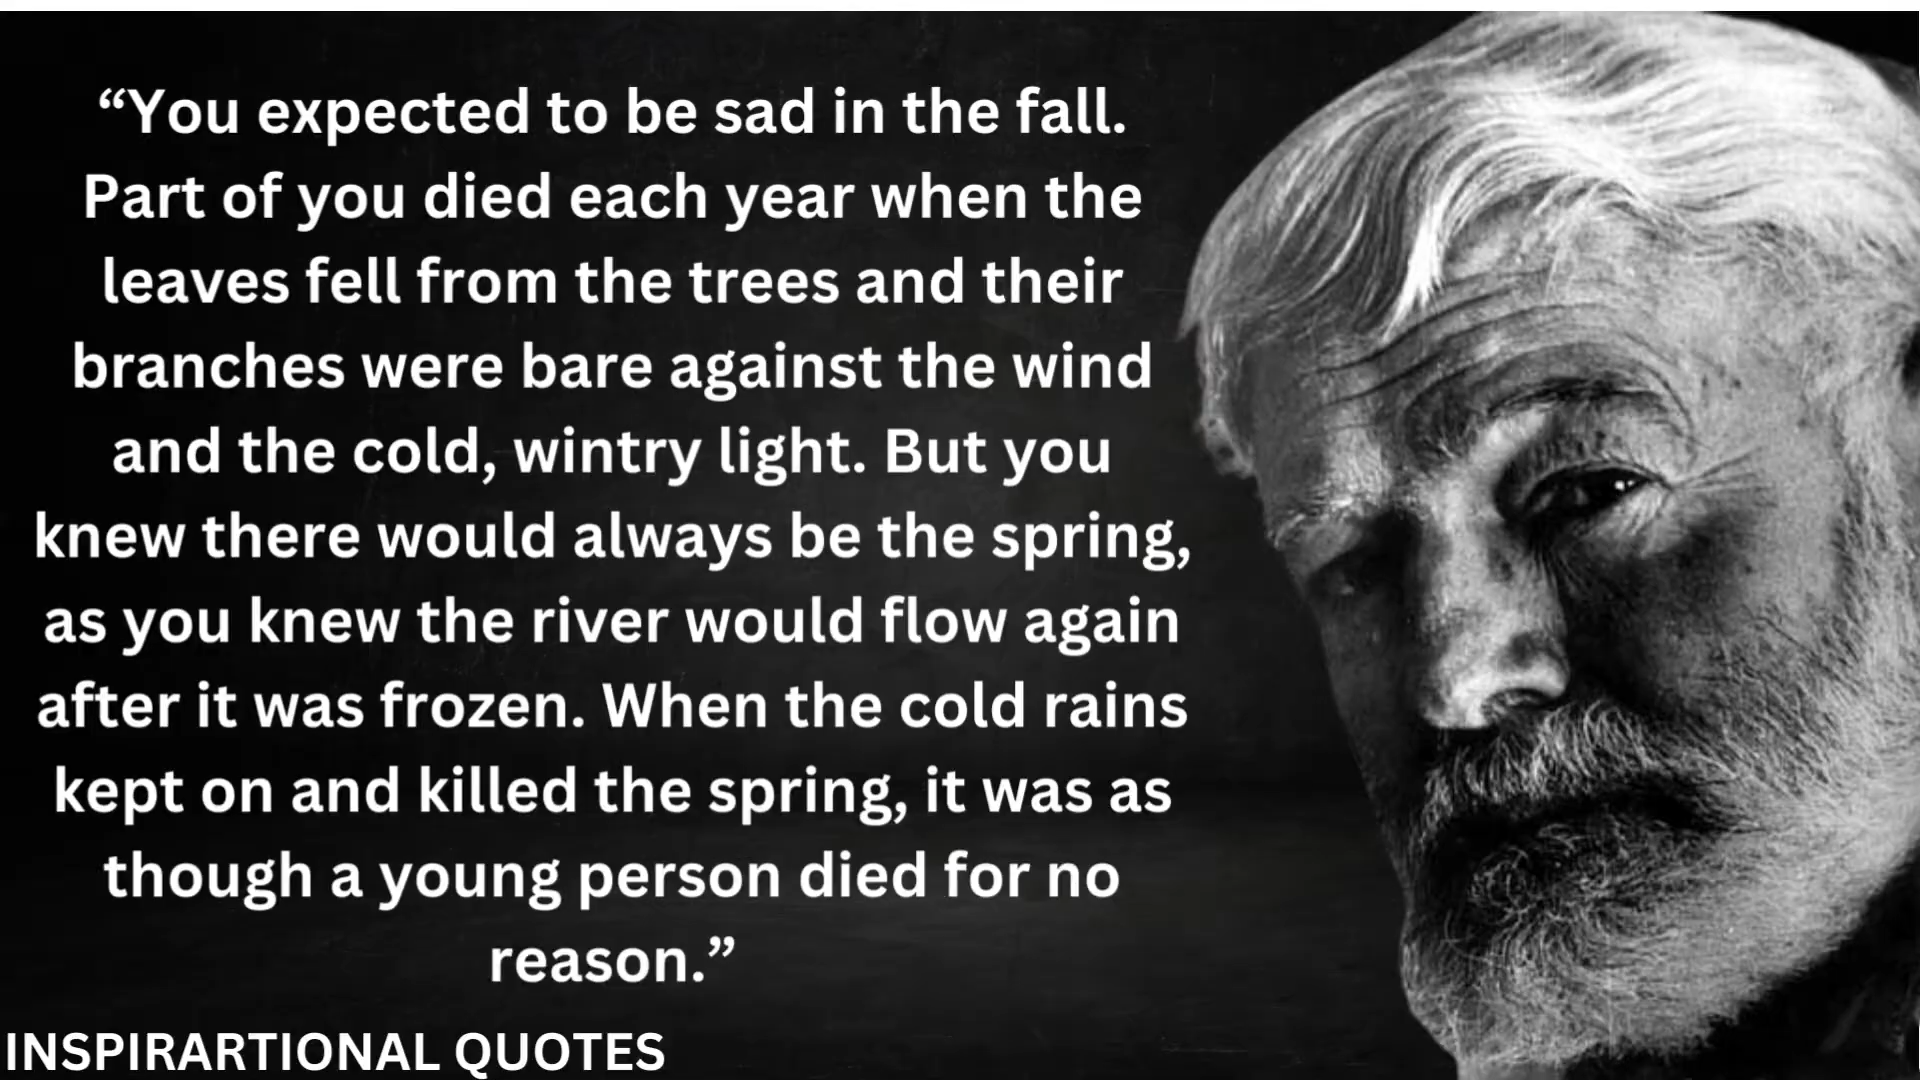 “You expected to be sad in the fall.
Part of you died each year when the
leaves fell from the trees and their
branches were bare against the wind
and the cold, wintry light. But you
knew there would always be the spring,
as you knew the river would flow again
after it was frozen. When the cold rains
kept on and killed the spring, it was as
though a young person died for no
reason.”
INSPIRARTIONAL QUOTES